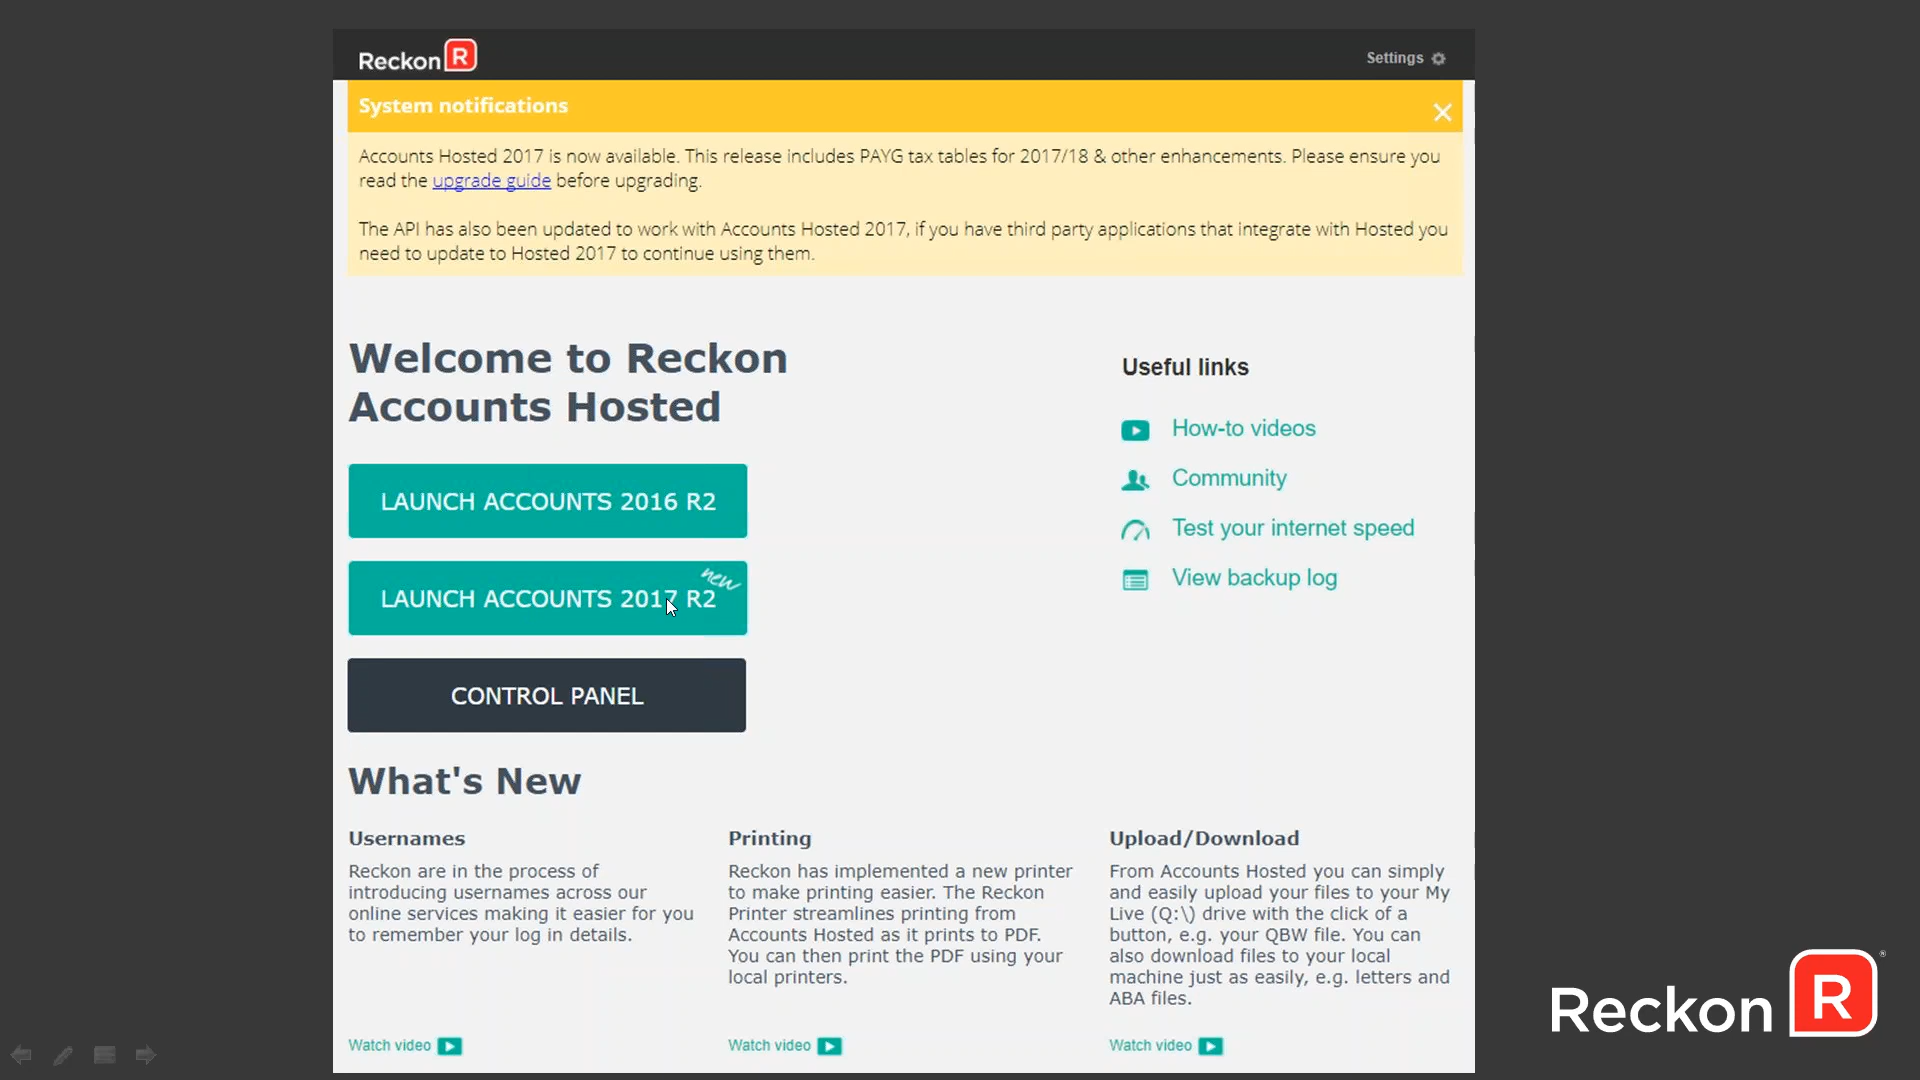 Reckon R
Settings
System notifications
Accounts Hosted 2017 is now available. This release includes PAYG tax tables for 2017/18 & other enhancements. Please ensure you
read the upgrade guide before upgrading.
The API has also been updated to work with Accounts Hosted 2017, if you have third party applications that integrate with Hosted you
need to update to Hosted 2017 to continue using them.
Welcome to Reckon
Accounts Hosted
LAUNCH ACCOUNTS 2016 R2
new
LAUNCH ACCOUNTS 2017 R2
CONTROL PANEL
Useful links
How-to videos
Community
Test your internet speed
View backup log
What's New
Usernames
Reckon are in the process of
introducing usernames across our
online services making it easier for you
to remember your log in details.
Watch video
Printing
Reckon has implemented a new printer
to make printing easier. The Reckon
Printer streamlines printing from
Accounts Hosted as it prints to PDF.
You can then print the PDF using your
local printers.
Watch video
Upload/Download
From Accounts Hosted you can simply
and easily upload your files to your My
Live (Q:\) drive with the click of a
button, e.g. your QBW file. You can
also download files to your local
machine just as easily, e.g. letters and
ABA files.
Watch video
Reckon R®